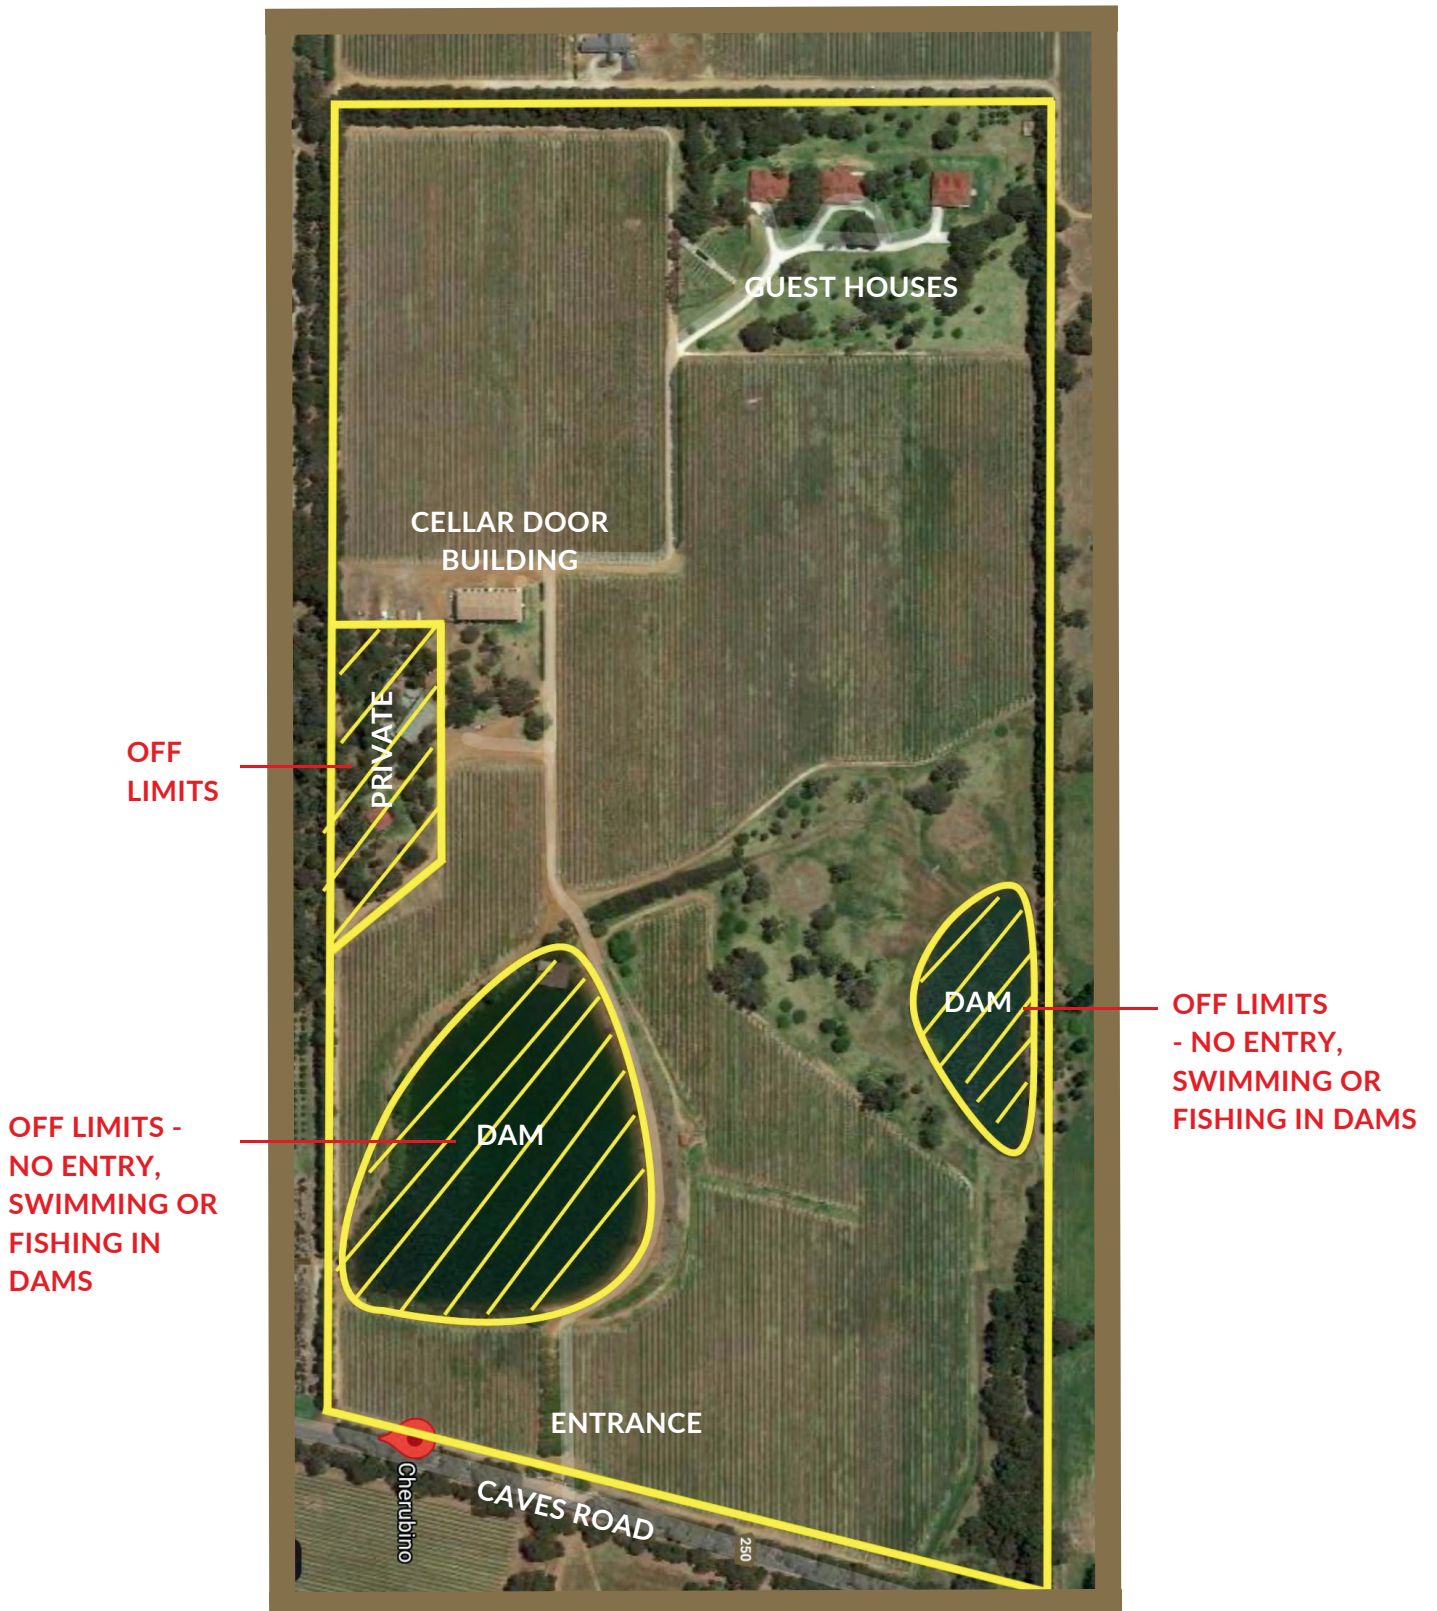 GUEST HOUSES
CELLAR DOOR
BUILDING
PRIVATE
OFF
LIMITS
DAM
OFF LIMITS
- NO ENTRY,
SWIMMING OR
FISHING IN DAMS
DAM
OFF LIMITS -
NO ENTRY,
SWIMMING OR
FISHING IN
DAMS
ENTRANCE
CAVES ROAD
Cherubino
250